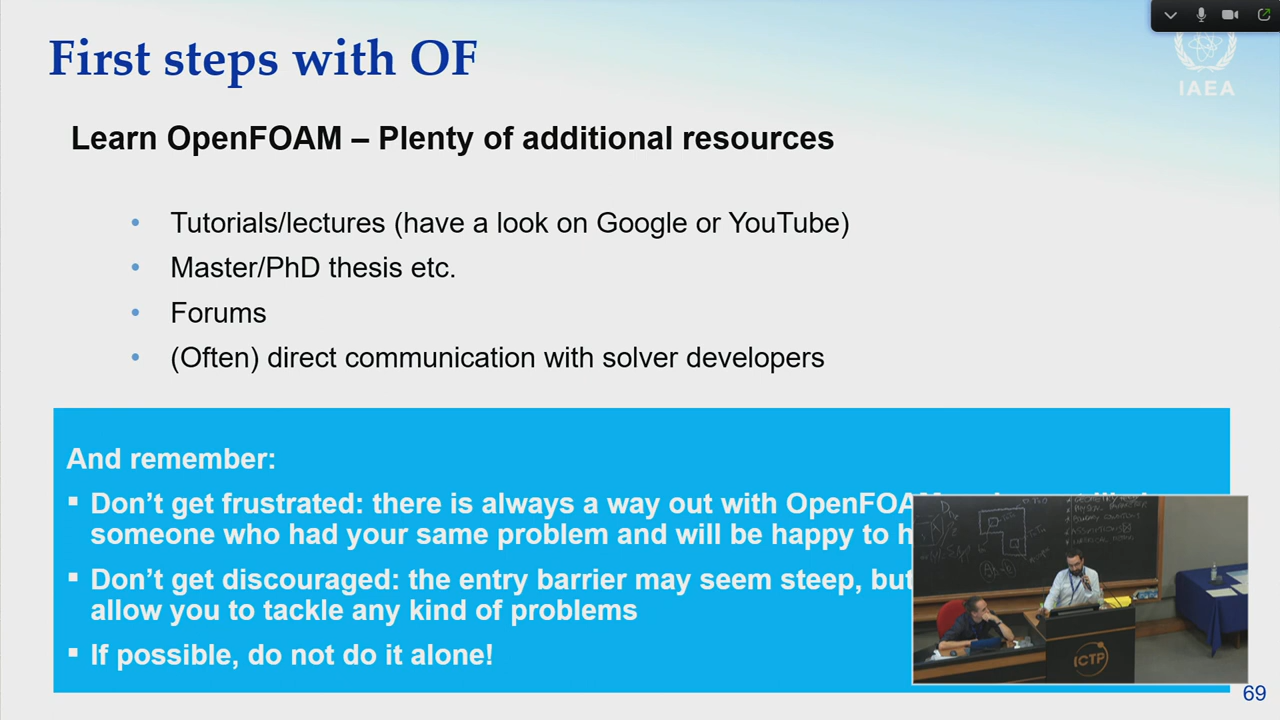 First steps with OF
IAEA
Learn OpenFOAM – Plenty of additional resources
• Tutorials/lectures (have a look on Google or YouTube)
• Master/PhD thesis etc.
• Forums
• (Often) direct communication with solver developers
And remember:
▪ Don’t get frustrated: there is always a way out with
someone who had your same problem and will be happy to
▪ Don’t get discouraged: the entry barrier may seem steep, but
allow you to tackle any kind of problems
▪ If possible, do not do it alone!
ICTP
69